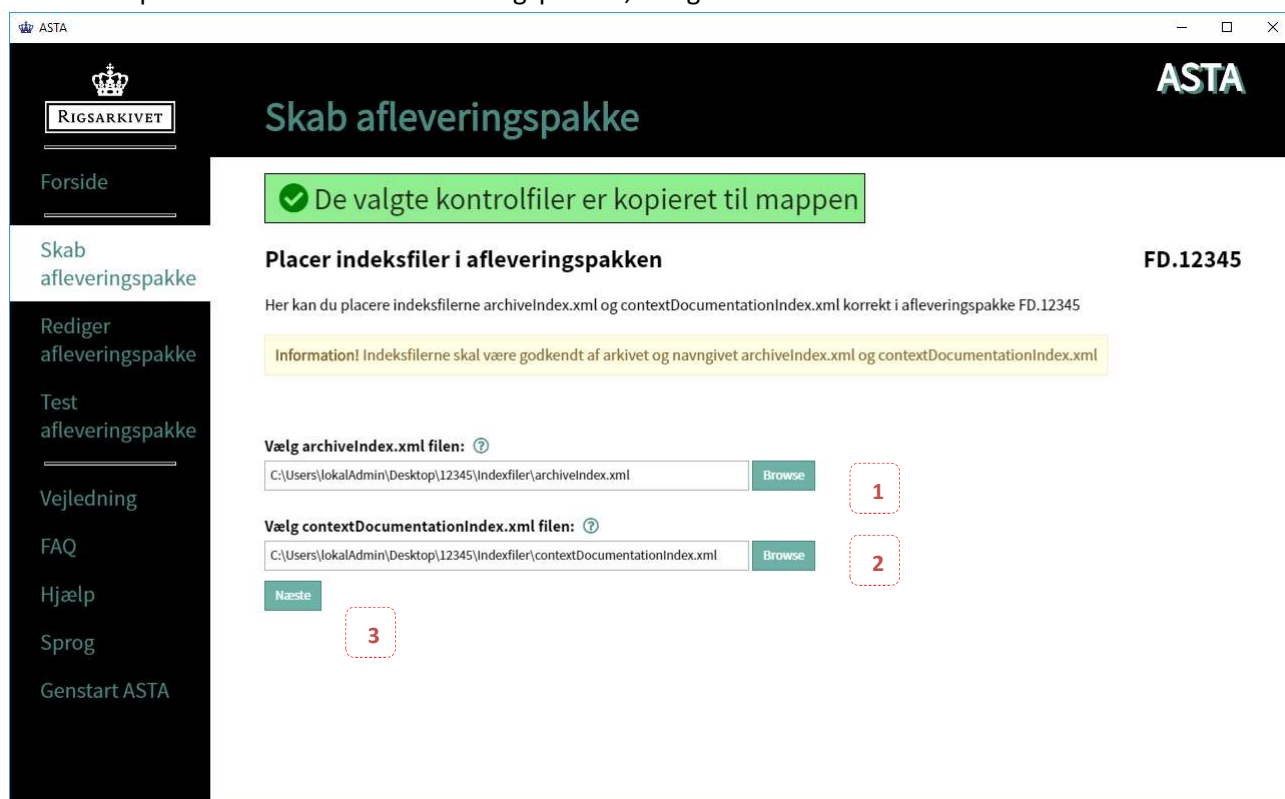 ASTA
RIGSARKIVET
ASTA
Skab afleveringspakke
Forside
Skab
afleveringspakke
Rediger
afleveringspakke
Test
afleveringspakke
Vejledning
FAQ
Hjælp
Sprog
Genstart ASTA
De valgte kontrolfiler er kopieret til mappen
Placer indeksfiler i afleveringspakken
FD.12345
Her kan du placere indeksfilerne archiveIndex.xml og contextDocumentationIndex.xml korrekt i afleveringspakke FD.12345
Information! Indeksfilerne skal være godkendt af arkivet og navngivet archiveIndex.xml og contextDocumentationIndex.xml
Vælg archiveIndex.xml filen: ?
C:\Users\lokalAdmin\Desktop\12345\Indexfiler\archiveIndex.xml
Browse
1
Vælg contextDocumentationIndex.xml filen: ?
C:\Users\lokalAdmin\Desktop\12345\Indexfiler\contextDocumentationIndex.xml
Browse
2
Næste
3